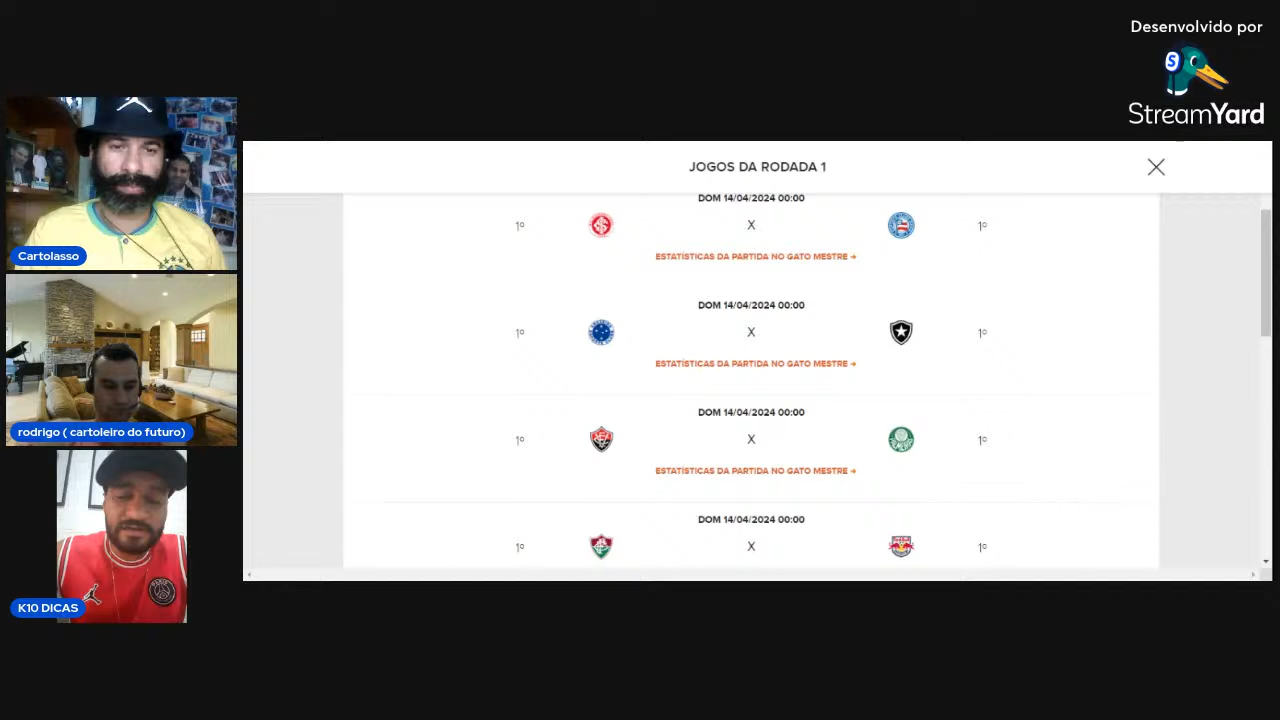 Desenvolvido por
StreamYard
Cartolasso
rodrigo ( cartoleiro do futuro)
K10 DICAS
JOGOS DA RODADA 1
DOM 14/04/2024 00:00
1º X 1º
ESTATÍSTICAS DA PARTIDA NO GATO MESTRE →
DOM 14/04/2024 00:00
1º X 1º
ESTATÍSTICAS DA PARTIDA NO GATO MESTRE →
DOM 14/04/2024 00:00
1º X 1º
ESTATÍSTICAS DA PARTIDA NO GATO MESTRE →
DOM 14/04/2024 00:00
1º X 1º